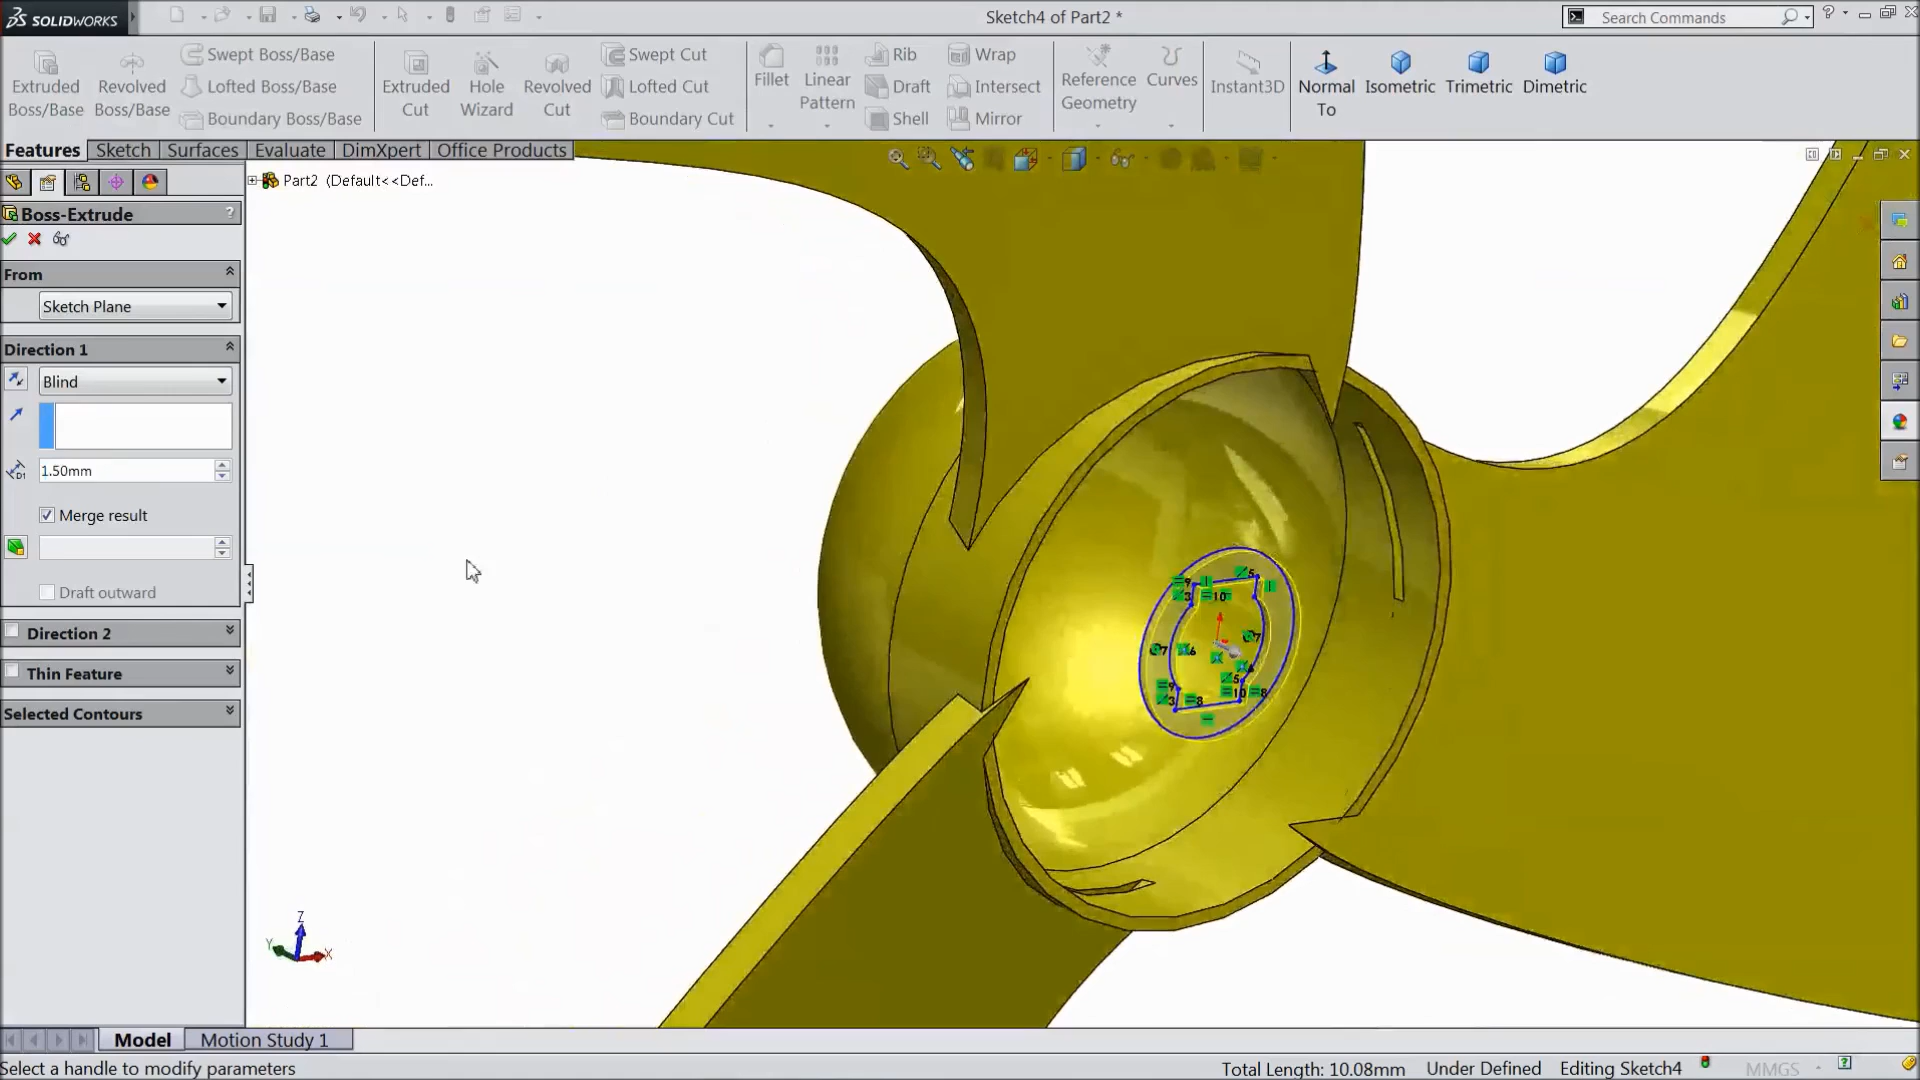 SOLIDWORKS
Sketch4 of Part2 *
Search Commands
Extruded Boss/Base
Revolved Boss/Base
Swept Boss/Base
Lofted Boss/Base
Boundary Boss/Base
Extruded Cut
Hole Wizard
Revolved Cut
Swept Cut
Lofted Cut
Boundary Cut
Fillet
Linear Pattern
Rib
Draft
Shell
Wrap
Intersect
Mirror
Reference Geometry
Curves
Instant3D
Normal To
Isometric
Trimetric
Dimetric
Features
Sketch
Surfaces
Evaluate
DimXpert
Office Products
Part2 (Default<<Def...
Boss-Extrude
?
From
Sketch Plane
Direction 1
Blind
D1
1.50mm
Merge result
Draft outward
Direction 2
Thin Feature
Selected Contours
Z
Y
X
Model
Motion Study 1
Select a handle to modify parameters
Total Length: 10.08mm
Under Defined
Editing Sketch4
MMGS